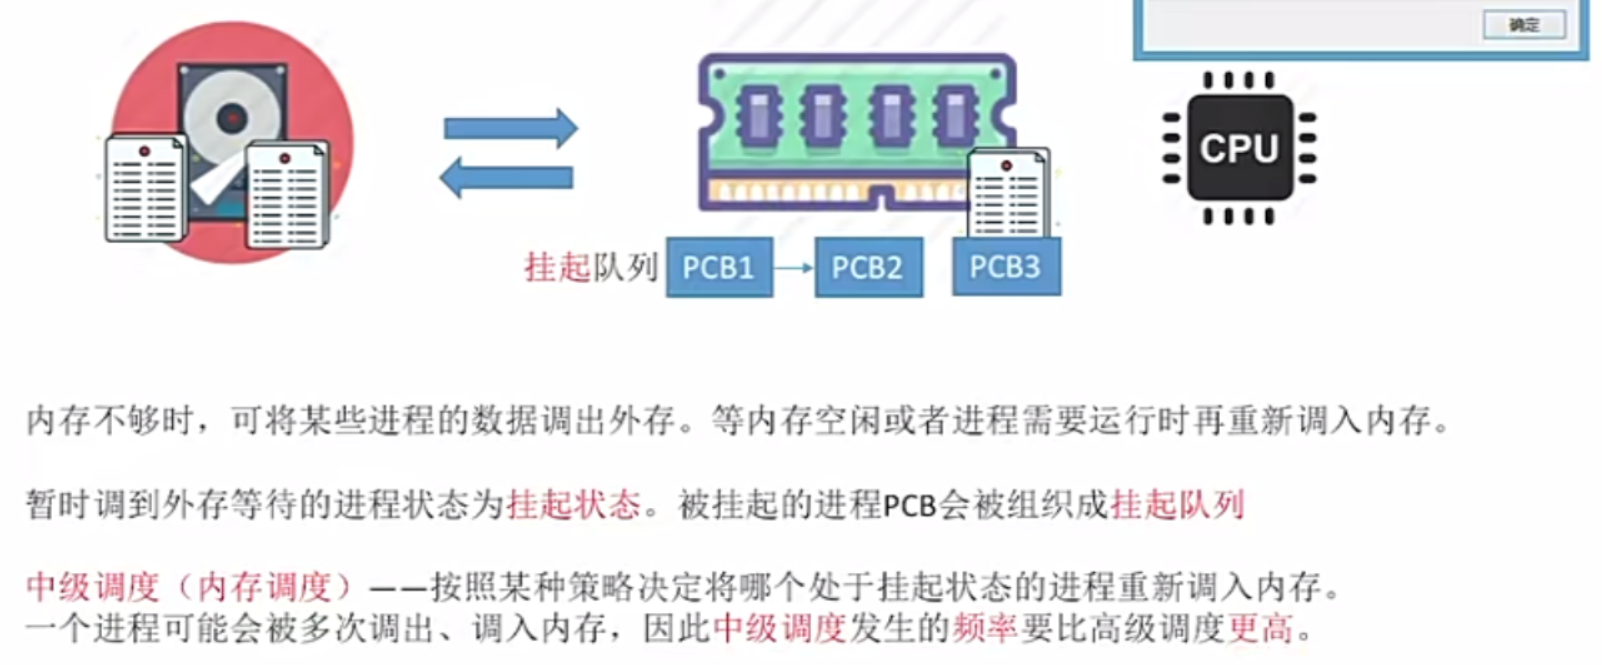 确定
CPU
挂起队列 PCB1 PCB2 PCB3
内存不够时，可将某些进程的数据调出外存。等内存空闲或者进程需要运行时再重新调入内存。
暂时调到外存等待的进程状态为挂起状态。被挂起的进程PCB会被组织成挂起队列
中级调度（内存调度）——按照某种策略决定将哪个处于挂起状态的进程重新调入内存。
一个进程可能会被多次调出、调入内存，因此中级调度发生的频率要比高级调度更高。